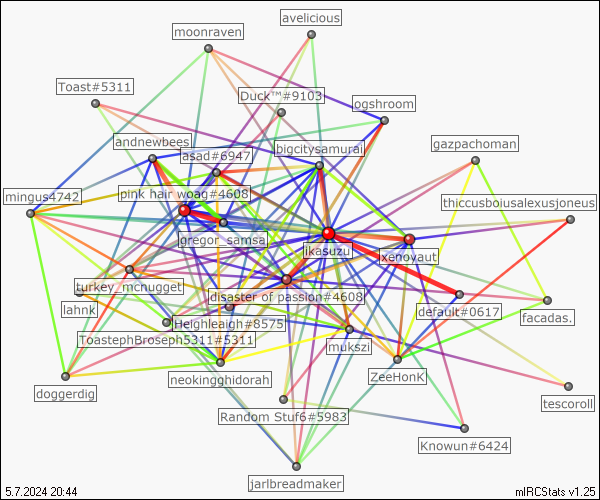 avelicious
moonraven
Toast#5311
Duck™#9103
ogshroom
andnewbees
asad#6947
bigcitysamurai
gazpachoman
mingus4742
pink hair woag#4608
thiccusboiusalexusjoneus
gregor_samsa
ikasuzu
xenoyaut
turkey_mcnugget
disaster of passion#4608
lahnk
default#0617
facadas.
Heighleaigh#8575
ToastephBroseph5311#5311
mukszi
neokingghidorah
ZeeHonK
doggerdig
tescoroll
Random Stuf6#5983
Knowun#6424
jarlbreadmaker
5.7.2024 20:44
mIRCStats v1.25